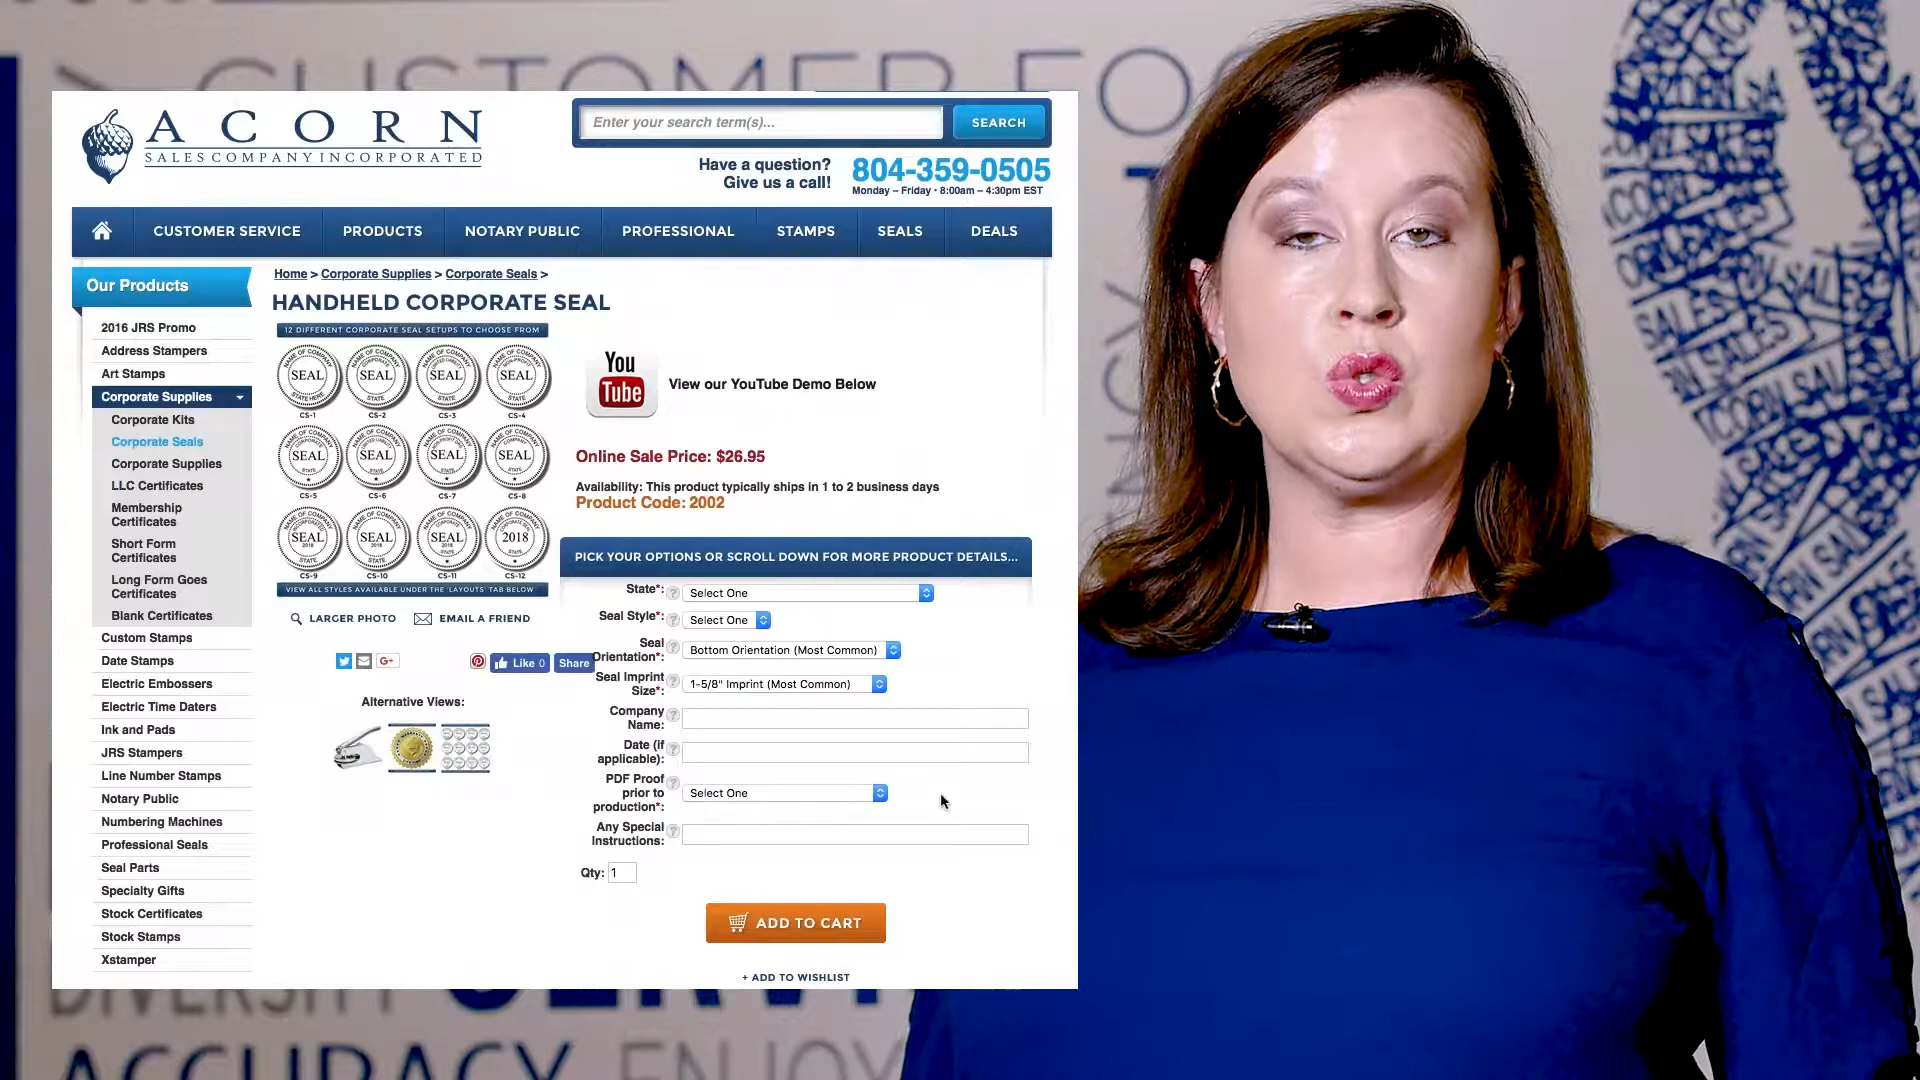 CUSTOMER FOC
ACORN
SALES COMPANY INCORPORATED
Enter your search term(s)...
SEARCH
Have a question?
Give us a call!
804-359-0505
Monday – Friday • 8:00am – 4:30pm EST
CUSTOMER SERVICE
PRODUCTS
NOTARY PUBLIC
PROFESSIONAL
STAMPS
SEALS
DEALS
Our Products
2016 JRS Promo
Address Stampers
Art Stamps
Corporate Supplies
Corporate Kits
Corporate Seals
Corporate Supplies
LLC Certificates
Membership
Certificates
Short Form
Certificates
Long Form Goes
Certificates
Blank Certificates
Custom Stamps
Date Stamps
Electric Embossers
Electric Time Daters
Ink and Pads
JRS Stampers
Line Number Stamps
Notary Public
Numbering Machines
Professional Seals
Seal Parts
Specialty Gifts
Stock Certificates
Stock Stamps
Xstamper
Home > Corporate Supplies > Corporate Seals >
HANDHELD CORPORATE SEAL
12 DIFFERENT CORPORATE SEAL SETUPS TO CHOOSE FROM
SEAL SEAL SEAL SEAL
CS-1 CS-2 CS-3 CS-4
SEAL SEAL SEAL SEAL
CS-5 CS-6 CS-7 CS-8
SEAL SEAL SEAL 2018
CS-9 CS-10 CS-11 CS-12
VIEW ALL STYLES AVAILABLE UNDER THE 'LAYOUTS' TAB BELOW
LARGER PHOTO
EMAIL A FRIEND
G+
Like 0
Share
Alternative Views:
You
Tube
View our YouTube Demo Below
Online Sale Price: $26.95
Availability: This product typically ships in 1 to 2 business days
Product Code: 2002
PICK YOUR OPTIONS OR SCROLL DOWN FOR MORE PRODUCT DETAILS...
State*: ? Select One
Seal Style*: ? Select One
Seal
Orientation*: ? Bottom Orientation (Most Common)
Seal Imprint
Size*: ? 1-5/8" Imprint (Most Common)
Company
Name: ?
Date (if
applicable): ?
PDF Proof
prior to
production*: ? Select One
Any Special
Instructions: ?
Qty: 1
ADD TO CART
+ ADD TO WISHLIST
DIVERSITY
ACCURACY ENJOY